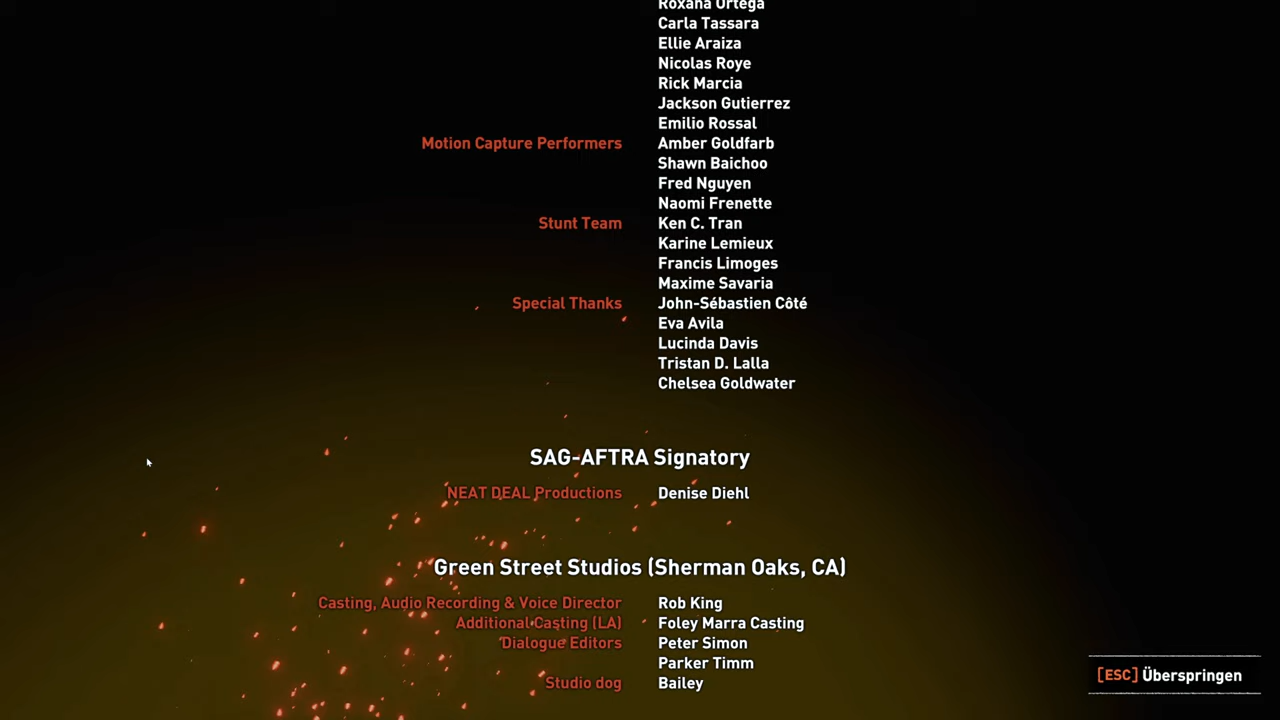 Roxana Ortega
Carla Tassara
Ellie Araiza
Nicolas Roye
Rick Marcia
Jackson Gutierrez
Emilio Rossal
Motion Capture Performers Amber Goldfarb
Shawn Baichoo
Fred Nguyen
Naomi Frenette
Stunt Team Ken C. Tran
Karine Lemieux
Francis Limoges
Maxime Savaria
Special Thanks John-Sébastien Côté
Eva Avila
Lucinda Davis
Tristan D. Lalla
Chelsea Goldwater
SAG-AFTRA Signatory
NEAT DEAL Productions Denise Diehl
Green Street Studios (Sherman Oaks, CA)
Casting, Audio Recording & Voice Director Rob King
Additional Casting (LA) Foley Marra Casting
Dialogue Editors Peter Simon
Parker Timm
Studio dog Bailey
[ESC] Überspringen